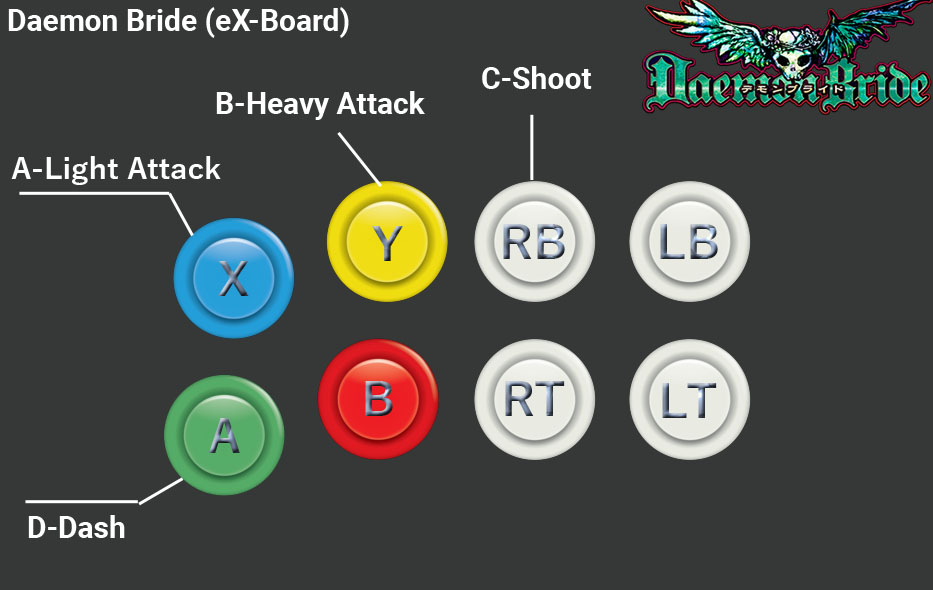 Daemon Bride (eX-Board)
Daemon Bride
デモンブライド
C-Shoot
B-Heavy Attack
A-Light Attack
X
Y
RB
LB
A
B
RT
LT
D-Dash